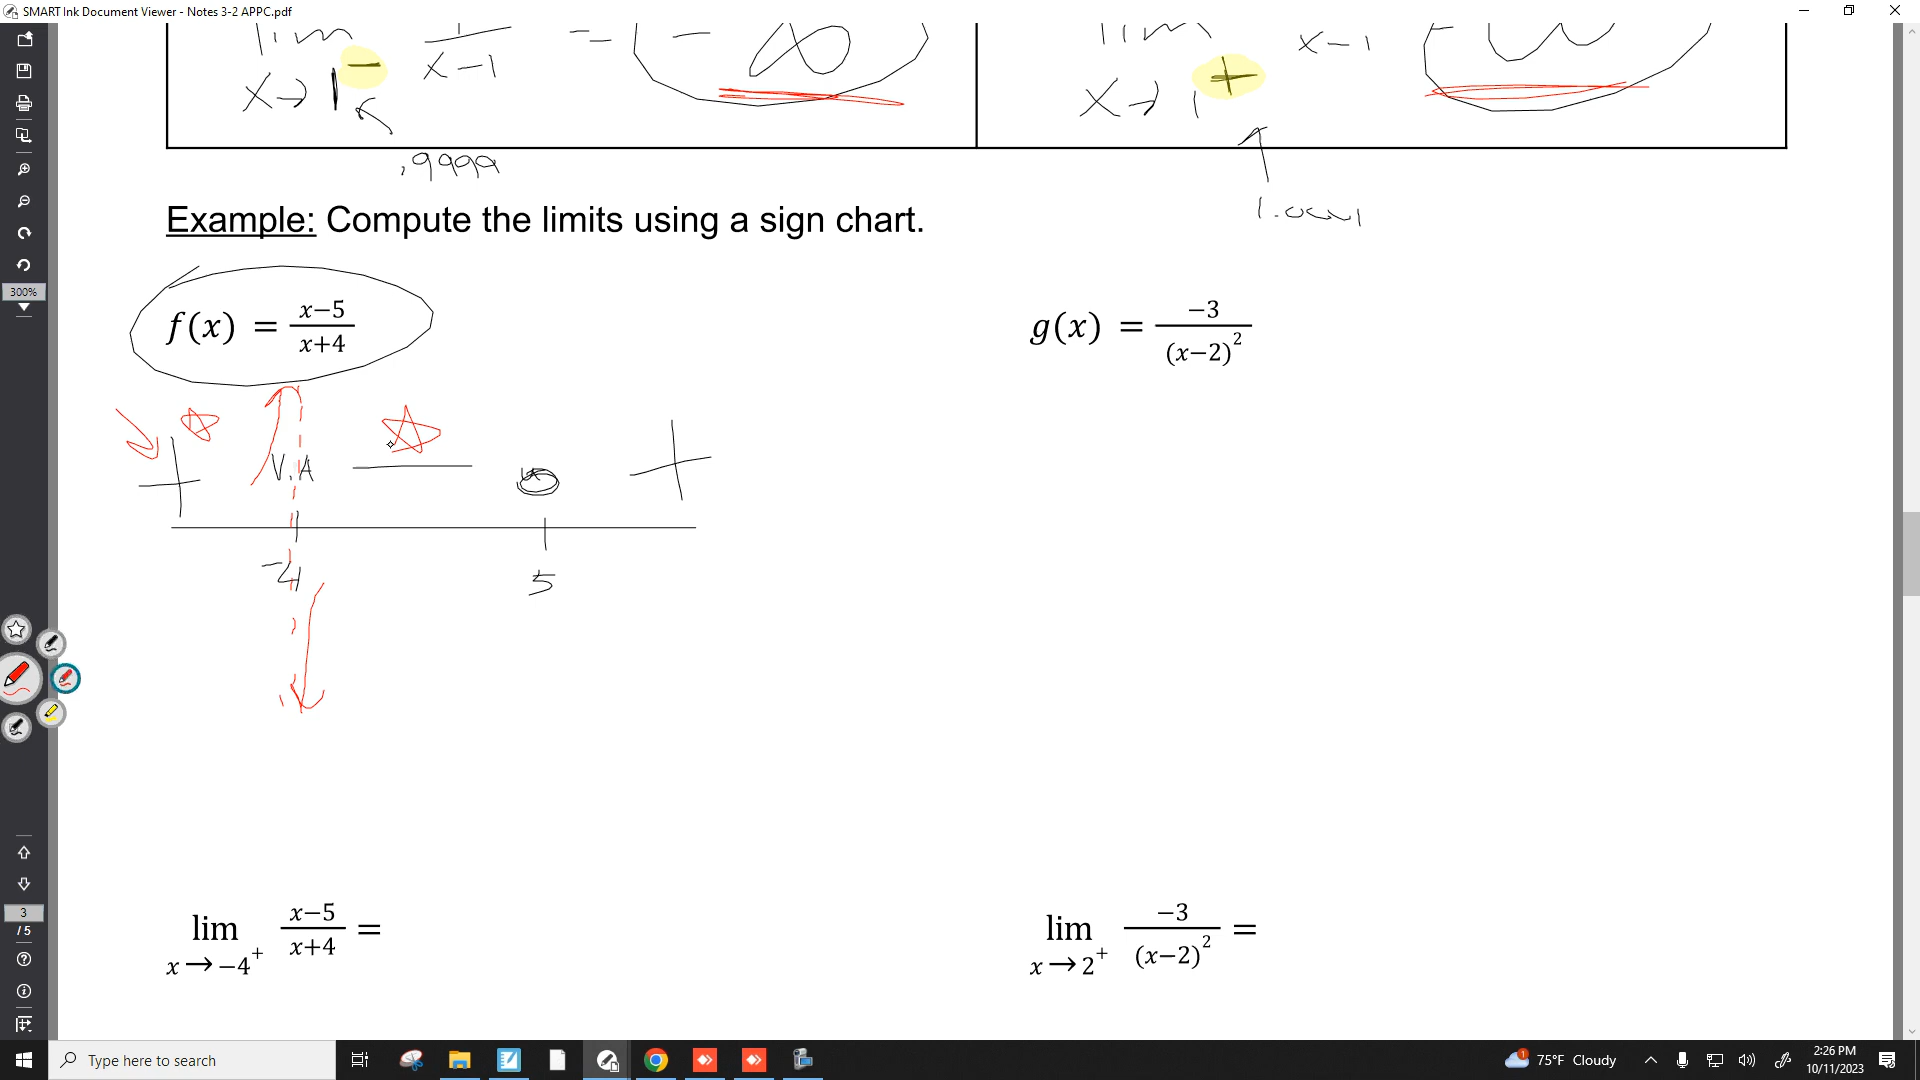 SMART Ink Document Viewer - Notes 3-2 APPC.pdf
lim 1/x-1 = -∞
x→1⁻
.9999
lim x-1
x→1⁺
1.0001
Example: Compute the limits using a sign chart.
f(x) = x−5/x+4
g(x) = −3/(x−2)²
+ V.A — 0 +
-4 5
lim x→−4⁺ x−5/x+4 =
lim x→2⁺ −3/(x−2)² =
300%
3
/ 5
Type here to search
1
75°F Cloudy
2:26 PM
10/11/2023